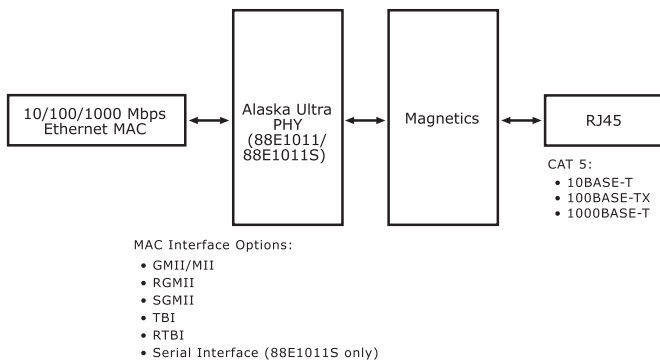 10/100/1000 Mbps
Ethernet MAC
Alaska Ultra
PHY
(88E1011/
88E1011S)
Magnetics
RJ45
CAT 5:
• 10BASE-T
• 100BASE-TX
• 1000BASE-T
MAC Interface Options:
• GMII/MII
• RGMII
• SGMII
• TBI
• RTBI
• Serial Interface (88E1011S only)